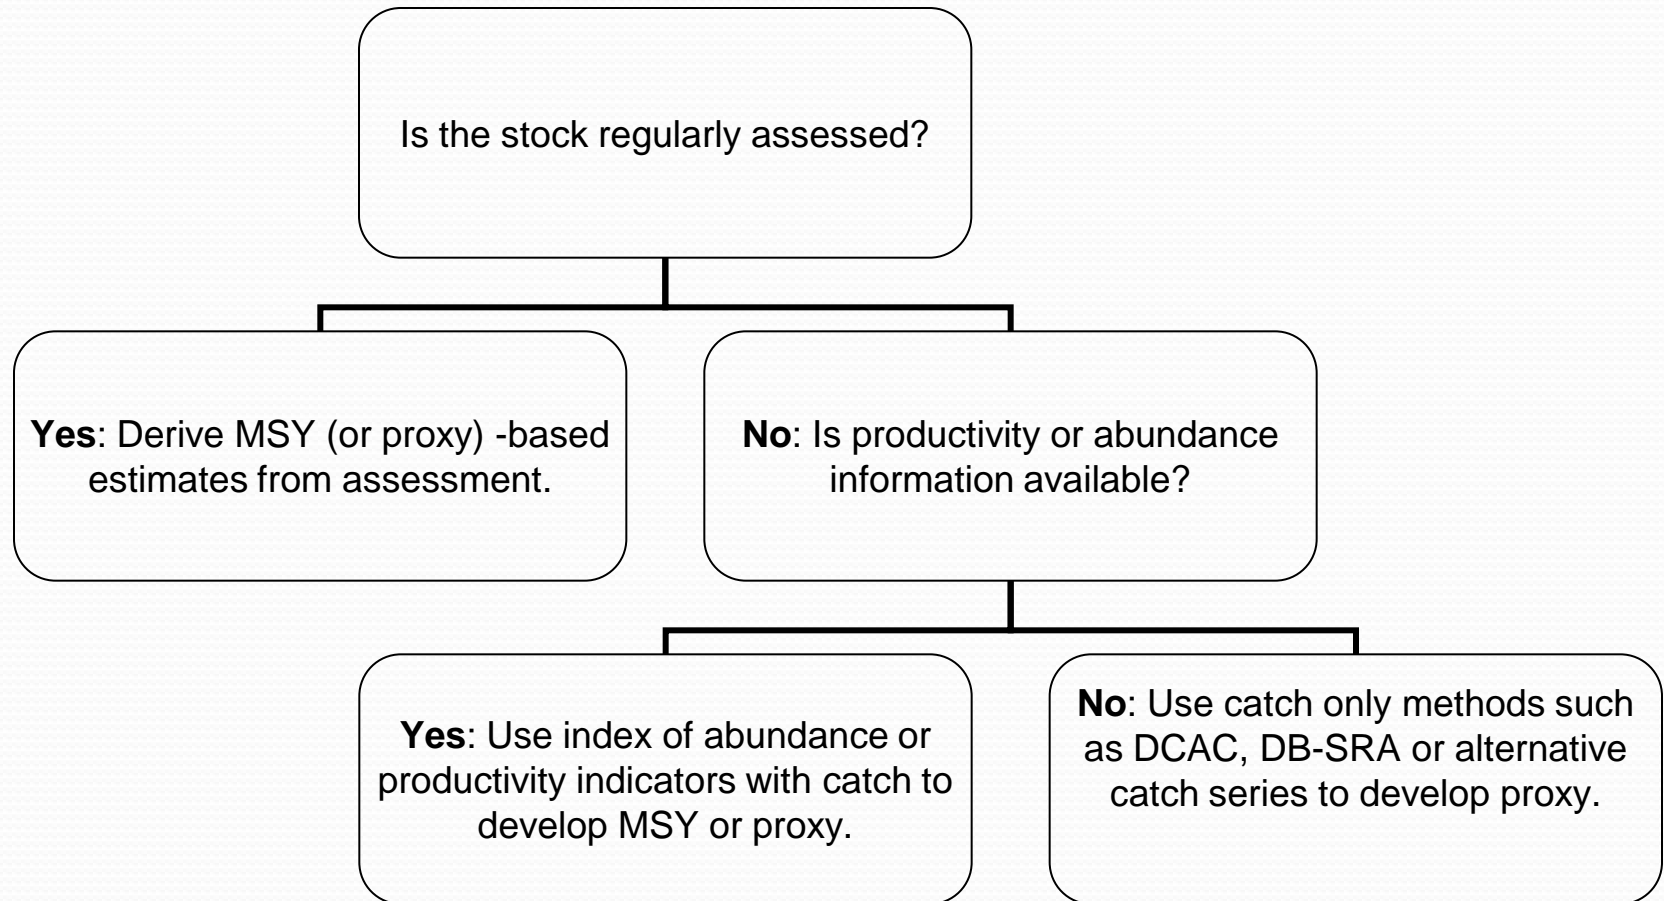 Is the stock regularly assessed?
Yes: Derive MSY (or proxy) -based
estimates from assessment.
No: Is productivity or abundance
information available?
Yes: Use index of abundance or
productivity indicators with catch to
develop MSY or proxy.
No: Use catch only methods such
as DCAC, DB-SRA or alternative
catch series to develop proxy.